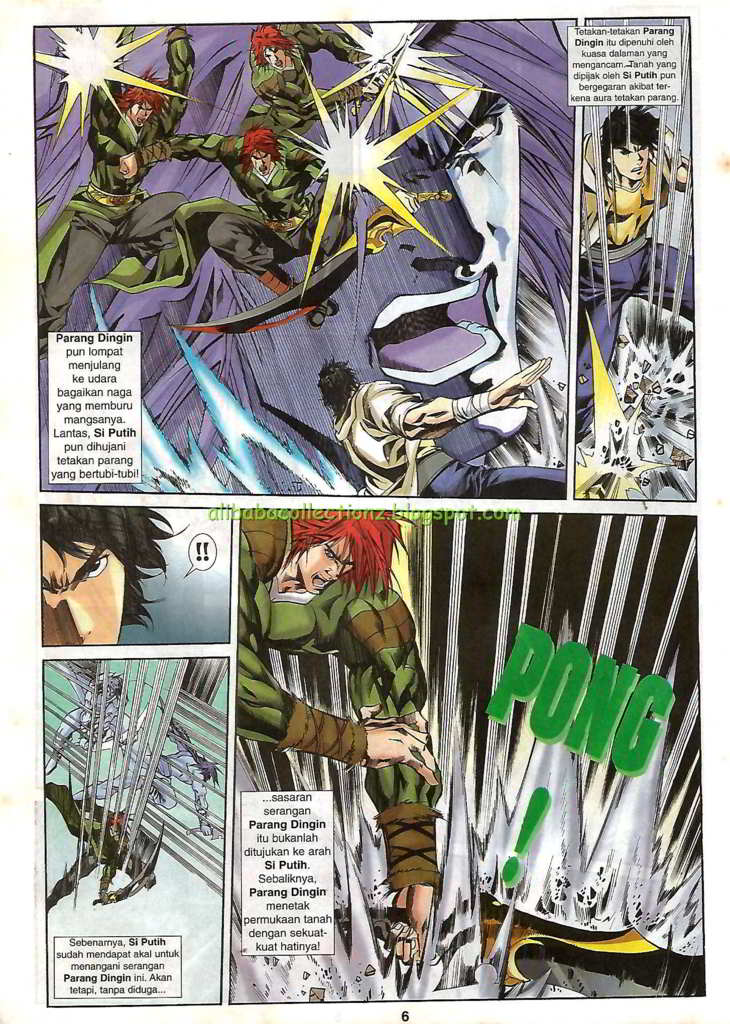 Parang Dingin
pun lompat
menjulang
ke udara
bagaikan naga
yang memburu
mangsanya.
Lantas, Si Putih
pun dihujani
tetakan parang
yang bertubi-tubi!
Tetakan-tetakan Parang
Dingin itu dipenuhi oleh
kuasa dalaman yang
mengancam. Tanah yang
dipijak oleh Si Putih pun
bergegaran akibat ter-
kena aura tetakan parang.
alibabacollectionz.blogspot.com
!!
Sebenarnya, Si Putih
sudah mendapat akal untuk
menangani serangan
Parang Dingin ini. Akan
tetapi, tanpa diduga...
...sasaran
serangan
Parang Dingin
itu bukanlah
ditujukan ke arah
Si Putih.
Sebaliknya,
Parang Dingin
menetak
permukaan tanah
dengan sekuat-
kuat hatinya!
PONG
!
6